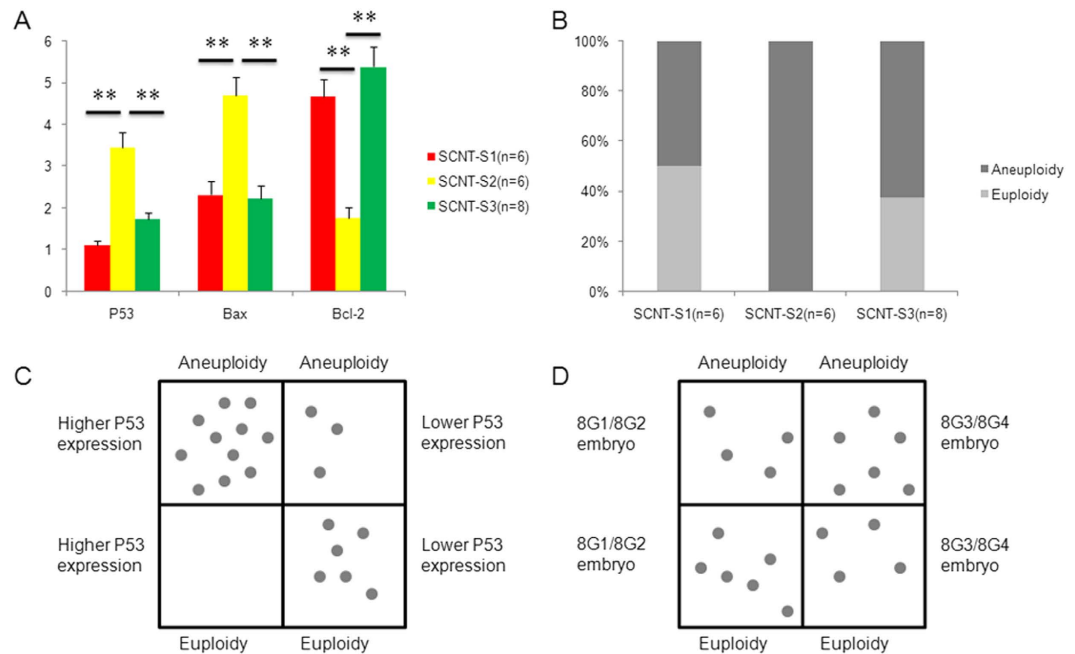 A
6
5
4
3
2
1
0
** ** ** ** ** **
P53 Bax Bcl-2
SCNT-S1(n=6)
SCNT-S2(n=6)
SCNT-S3(n=8)
B
100%
80%
60%
40%
20%
0%
SCNT-S1(n=6) SCNT-S2(n=6) SCNT-S3(n=8)
Aneuploidy
Euploidy
C
Aneuploidy Aneuploidy
Higher P53
expression
Lower P53
expression
Higher P53
expression
Lower P53
expression
Euploidy Euploidy
D
Aneuploidy Aneuploidy
8G1/8G2
embryo
8G3/8G4
embryo
8G1/8G2
embryo
8G3/8G4
embryo
Euploidy Euploidy